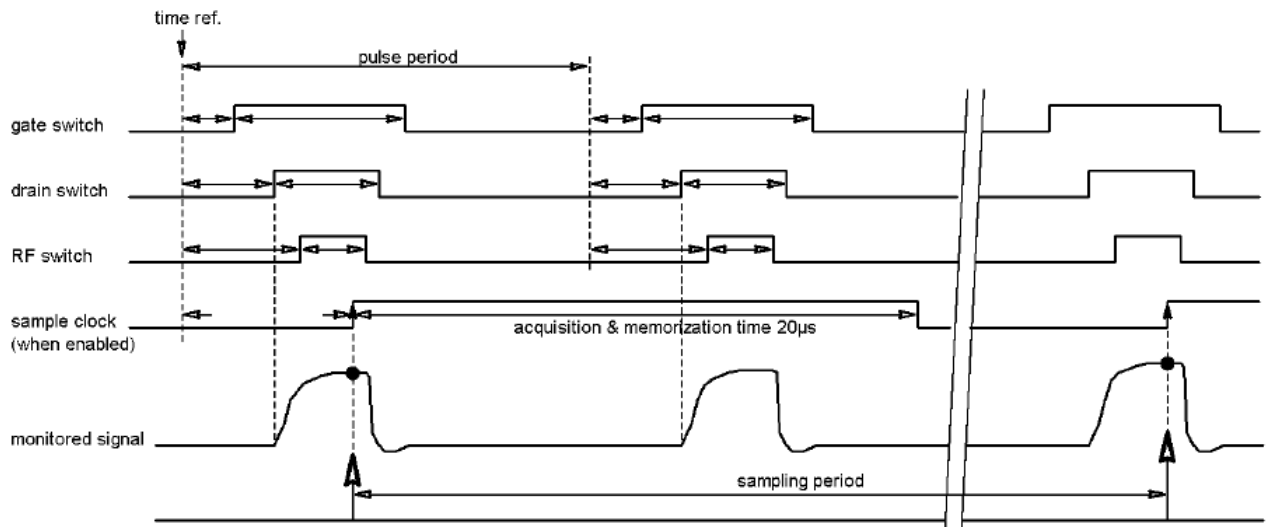 time ref.
pulse period
gate switch
drain switch
RF switch
sample clock
(when enabled)
acquisition & memorization time 20µs
monitored signal
sampling period